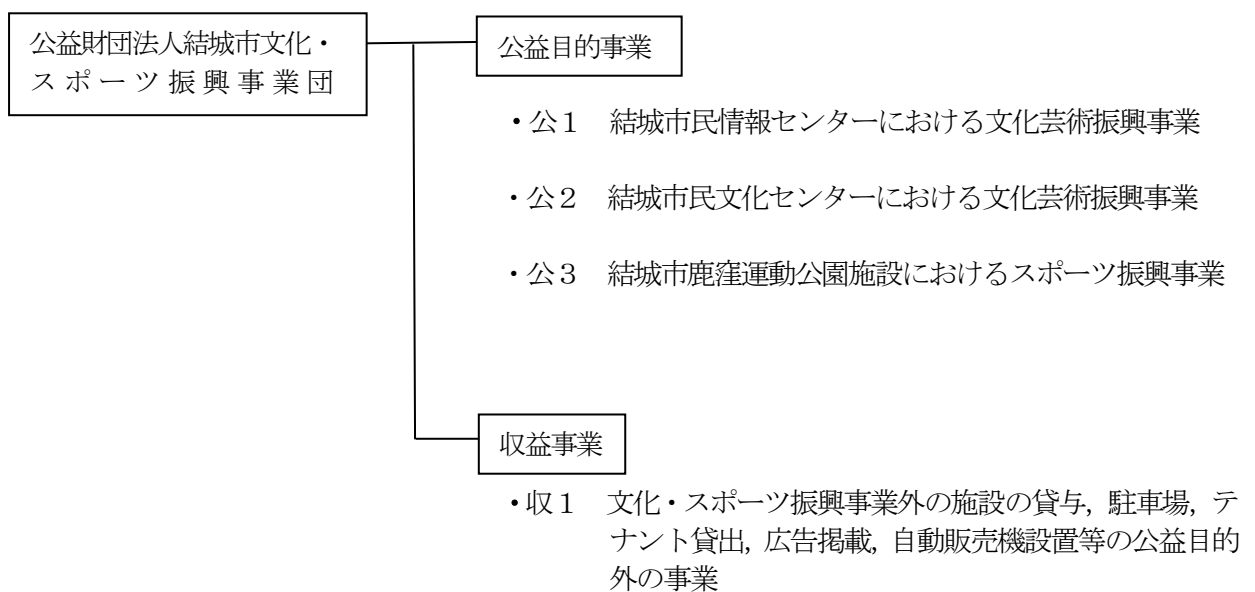 公益財団法人結城市文化・
スポーツ振興事業団
公益目的事業
・公1 結城市民情報センターにおける文化芸術振興事業
・公2 結城市民文化センターにおける文化芸術振興事業
・公3 結城市鹿窪運動公園施設におけるスポーツ振興事業
収益事業
・収1 文化・スポーツ振興事業外の施設の貸与, 駐車場, テ
ナント貸出, 広告掲載, 自動販売機設置等の公益目的
外の事業